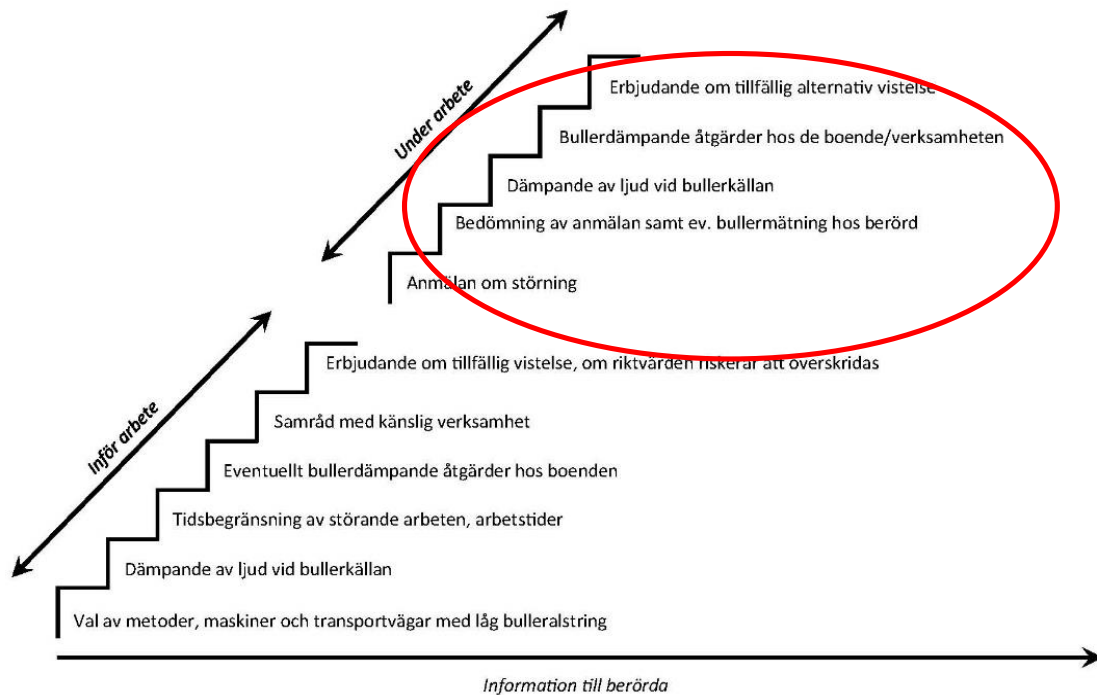 Under arbete
Erbjudande om tillfällig alternativ vistelse
Bullerdämpande åtgärder hos de boende/verksamheten
Dämpande av ljud vid bullerkällan
Bedömning av anmälan samt ev. bullermätning hos berörd
Anmälan om störning
Inför arbete
Erbjudande om tillfällig vistelse, om riktvärden riskerar att överskridas
Samråd med känslig verksamhet
Eventuellt bullerdämpande åtgärder hos boenden
Tidsbegränsning av störande arbeten, arbetstider
Dämpande av ljud vid bullerkällan
Val av metoder, maskiner och transportvägar med låg bulleralstring
Information till berörda